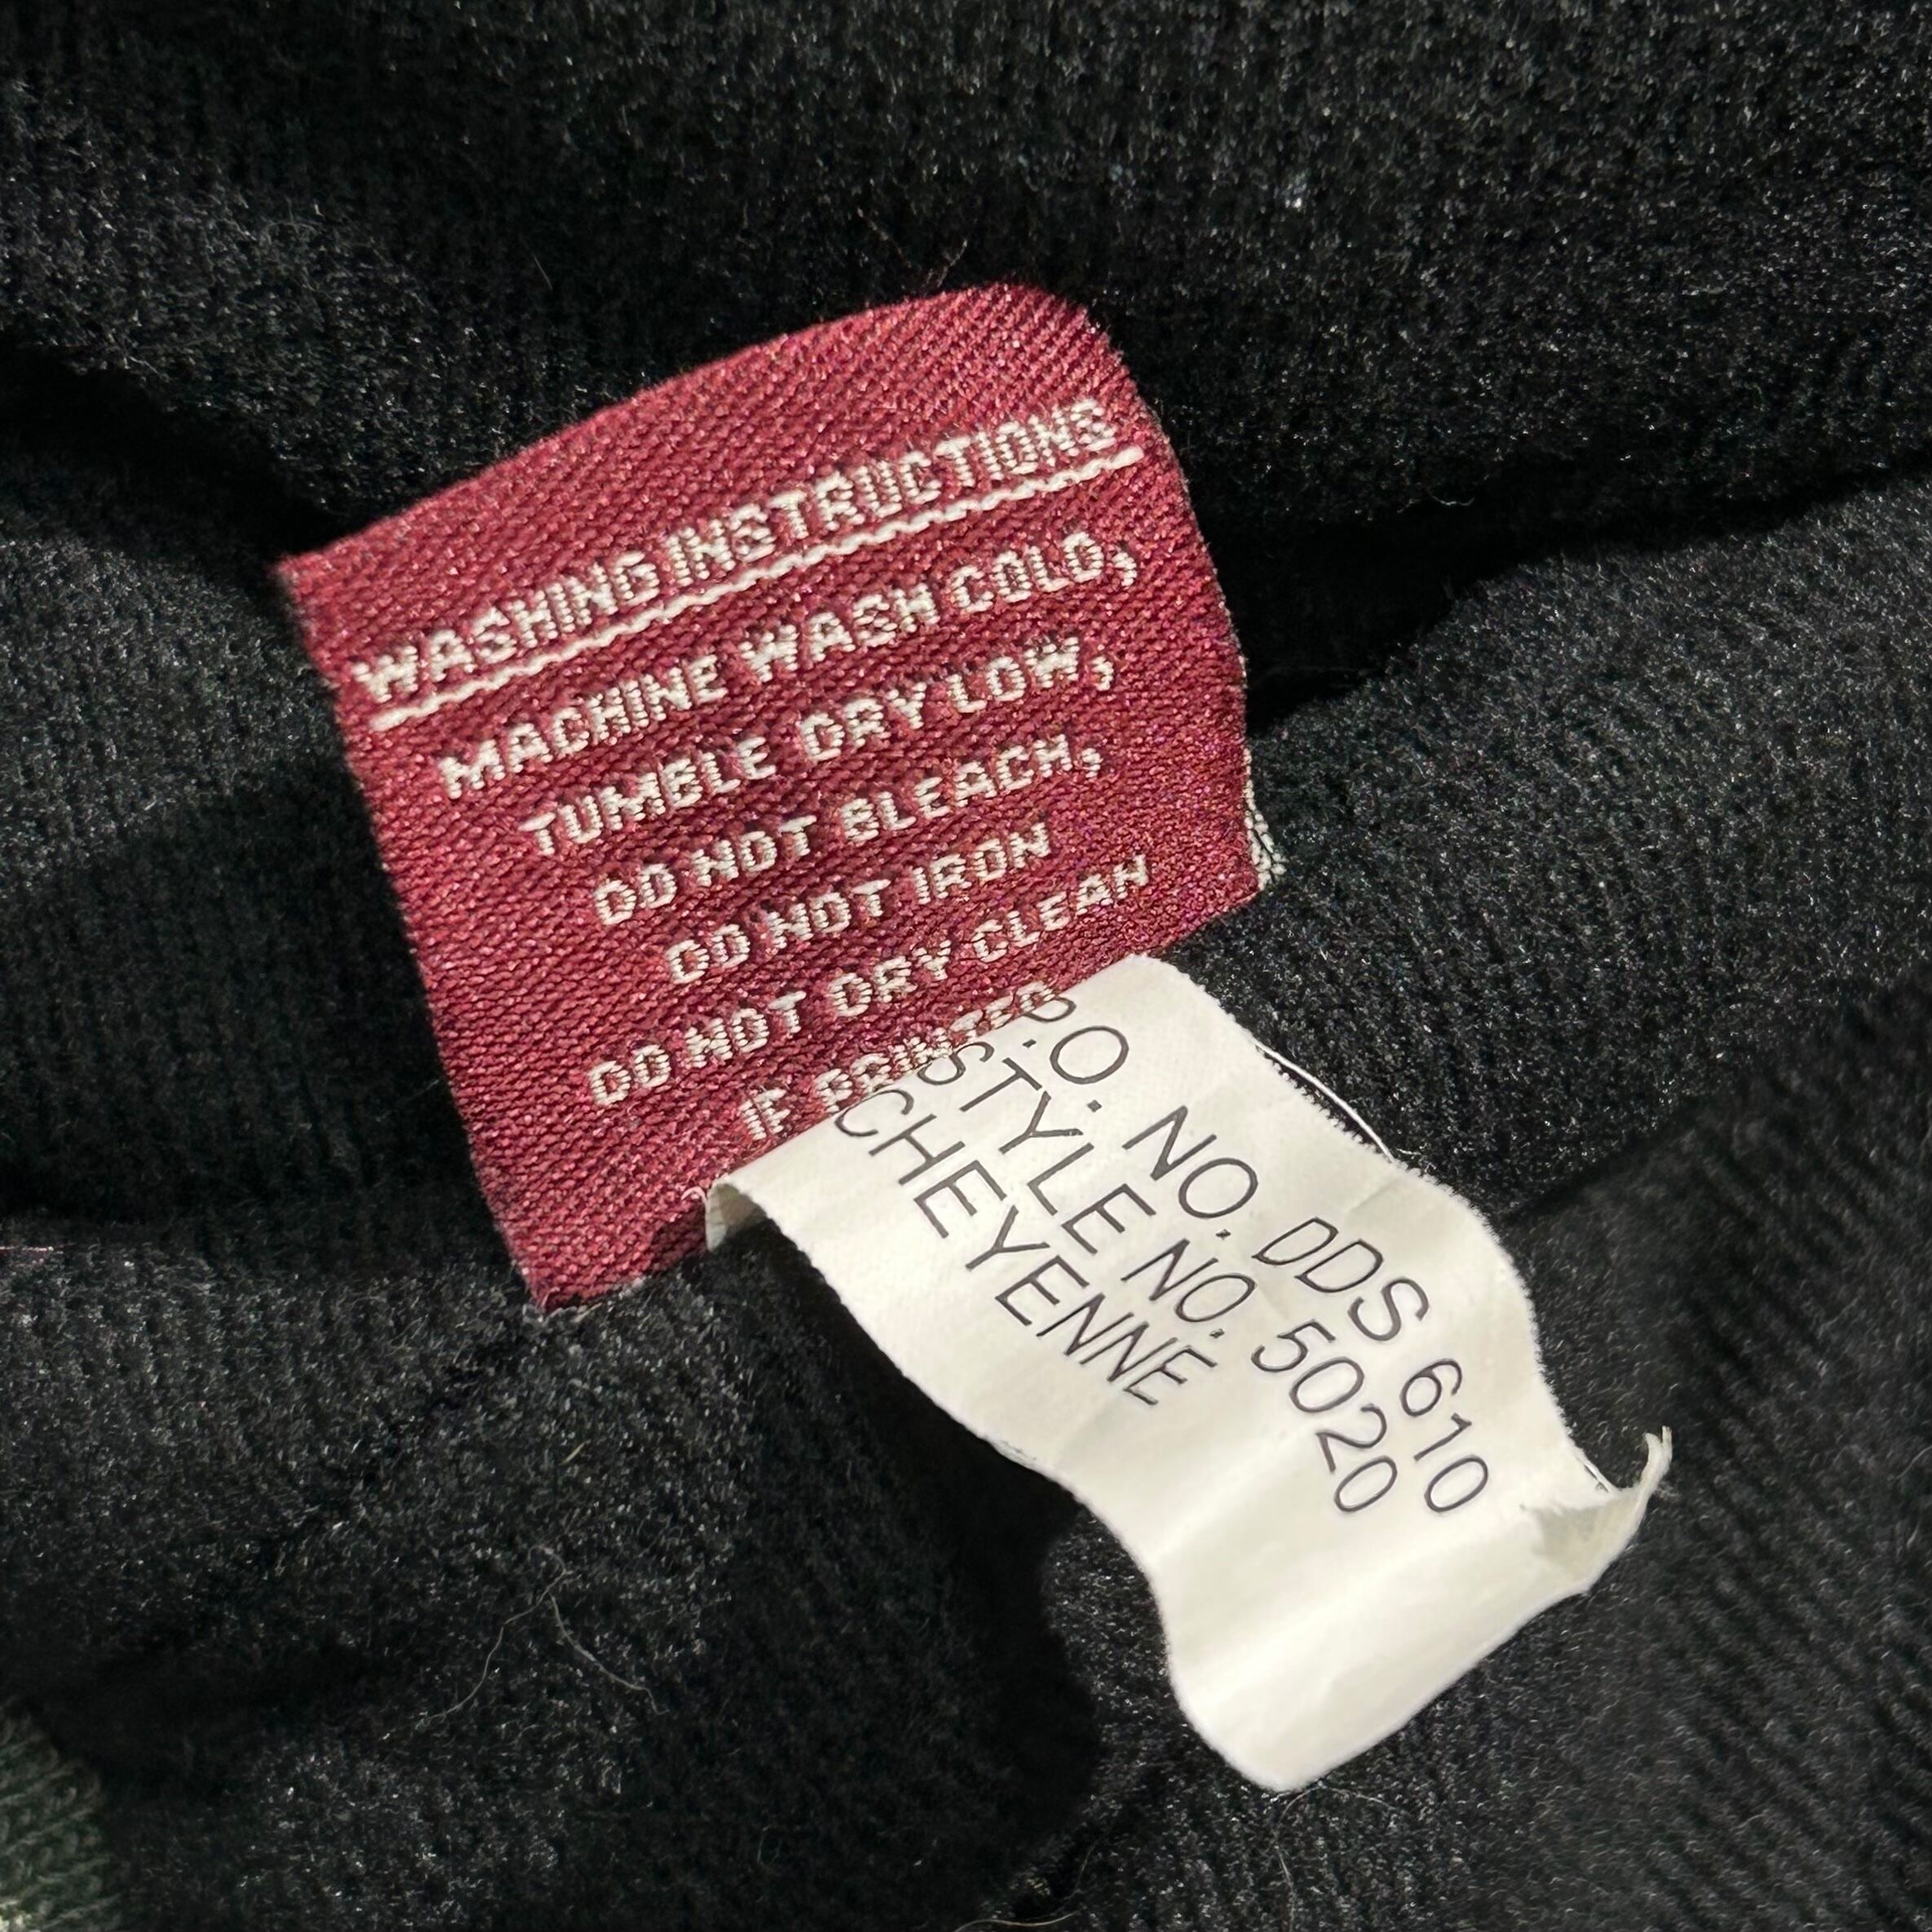 WASHING INSTRUCTIONS
MACHINE WASH COLD,
TUMBLE DRY LOW,
DO NOT BLEACH,
DO NOT IRON
DO NOT DRY CLEAN
IF PRINTED
P.O. NO. DDS 610
STYLE NO. 5020
CHEYENNE